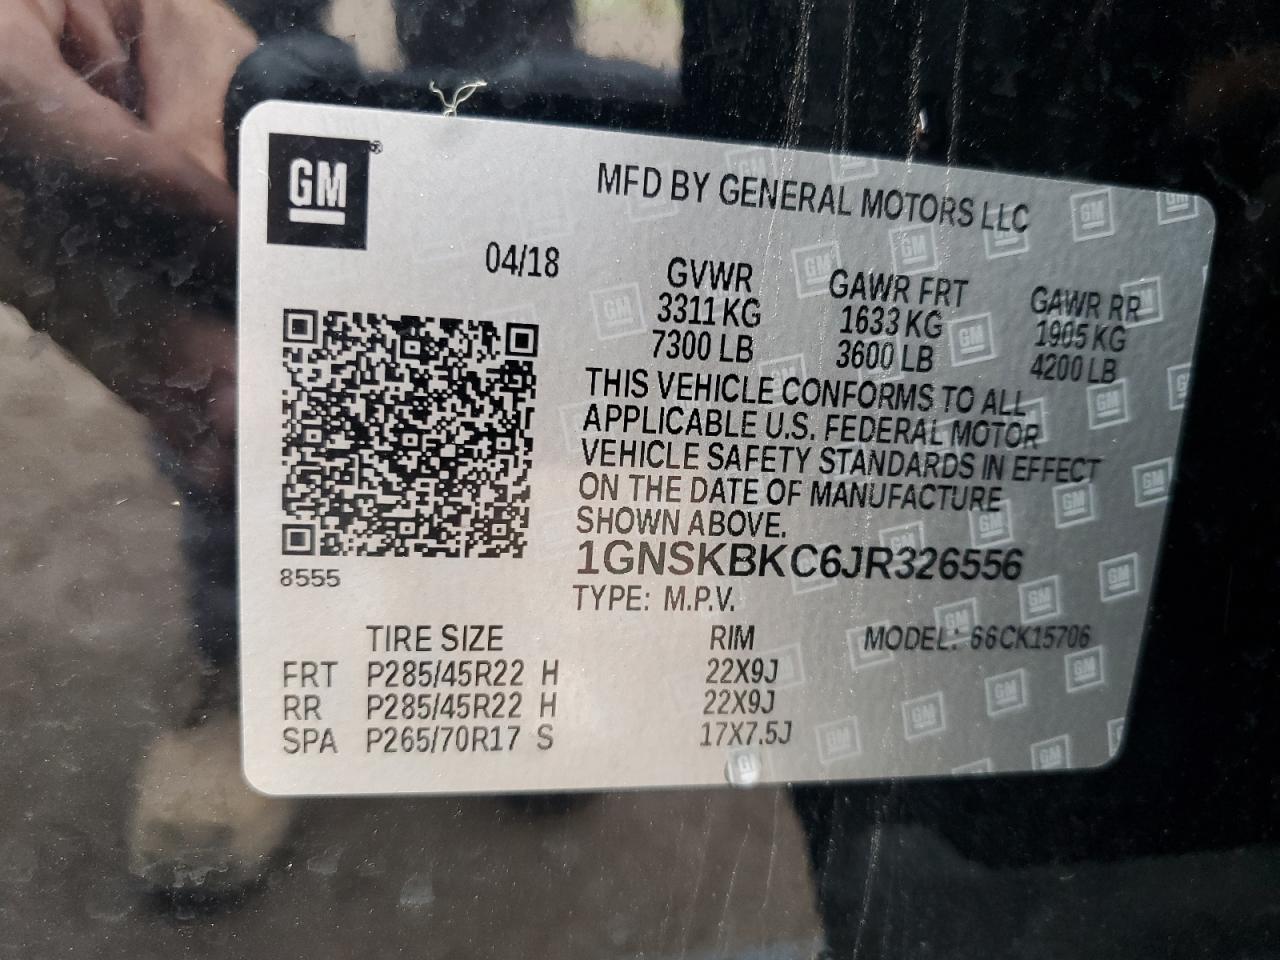 GM®
MFD BY GENERAL MOTORS LLC
04/18
GVWR GAWR FRT GAWR RR
3311 KG 1633 KG 1905 KG
7300 LB 3600 LB 4200 LB
THIS VEHICLE CONFORMS TO ALL
APPLICABLE U.S. FEDERAL MOTOR
VEHICLE SAFETY STANDARDS IN EFFECT
ON THE DATE OF MANUFACTURE
SHOWN ABOVE.
1GNSKBKC6JR326556
8555
TYPE: M.P.V.
TIRE SIZE RIM MODEL: 66CK15706
FRT P285/45R22 H 22X9J
RR P285/45R22 H 22X9J
SPA P265/70R17 S 17X7.5J